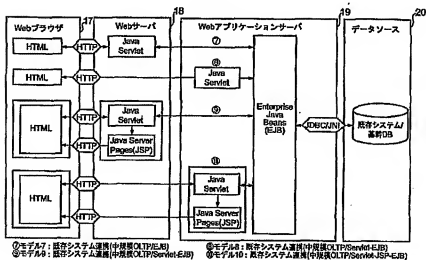 Webブラウザ 17 Webサーバ 18 Webアプリケーションサーバ 19 データソース 20
HTML HTTP Java Servlet ⑦
HTML HTTP ⑧ Java Servlet
HTML HTTP Java Servlet ⑨ Enterprise Java Beans (EJB) JDBC/JNI 既存システム/基幹DB
HTTP Java Server Pages(JSP)
HTML HTTP ⑩ Java Servlet
HTTP Java Server Pages(JSP)
⑦モデル7:既存システム連携(中規模OLTP/EJB) ⑧モデル8:既存システム連携(中規模OLTP/Servlet-EJB)
⑨モデル9:既存システム連携(中規模OLTP/Servlet-EJB) ⑩モデル10:既存システム連携(中規模OLTP/Servlet-JSP-EJB)